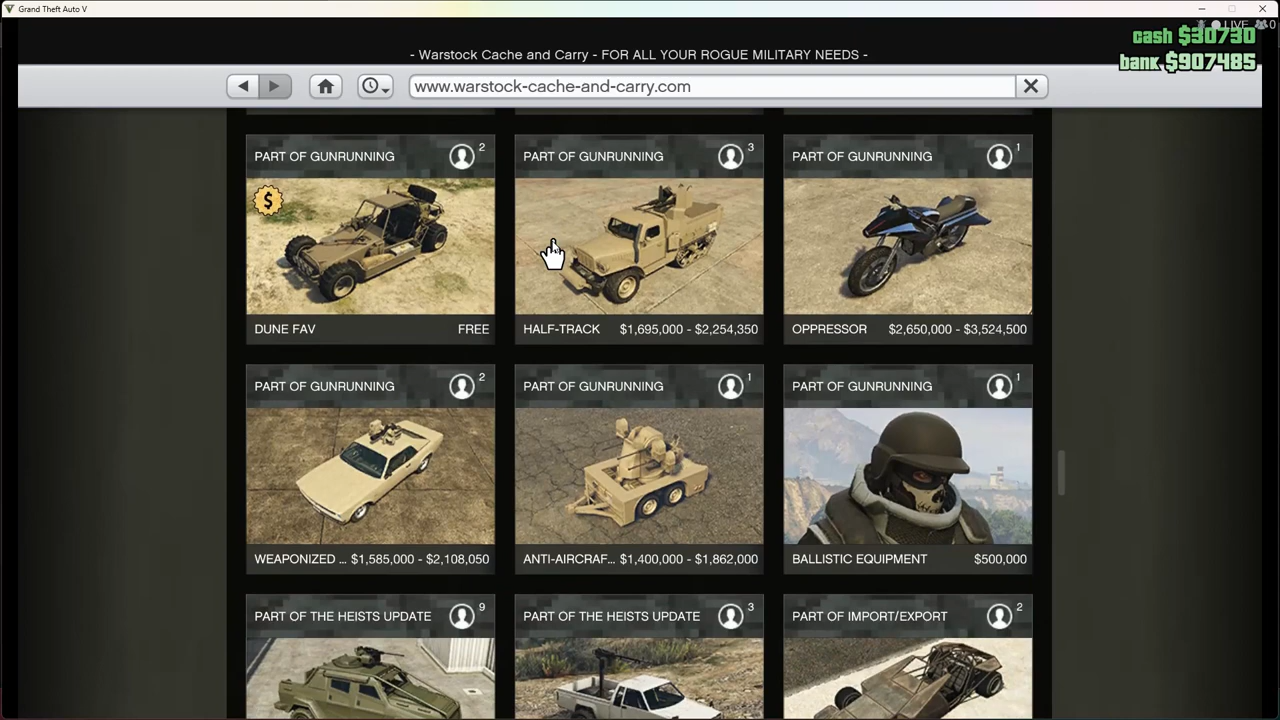 Grand Theft Auto V
LIVE 0
cash $30730
bank $907485
- Warstock Cache and Carry - FOR ALL YOUR ROGUE MILITARY NEEDS -
www.warstock-cache-and-carry.com
PART OF GUNRUNNING 2
PART OF GUNRUNNING 3
PART OF GUNRUNNING 1
$
DUNE FAV FREE
HALF-TRACK $1,695,000 - $2,254,350
OPPRESSOR $2,650,000 - $3,524,500
PART OF GUNRUNNING 2
PART OF GUNRUNNING 1
PART OF GUNRUNNING 1
WEAPONIZED ... $1,585,000 - $2,108,050
ANTI-AIRCRAF... $1,400,000 - $1,862,000
BALLISTIC EQUIPMENT $500,000
PART OF THE HEISTS UPDATE 9
PART OF THE HEISTS UPDATE 3
PART OF IMPORT/EXPORT 2